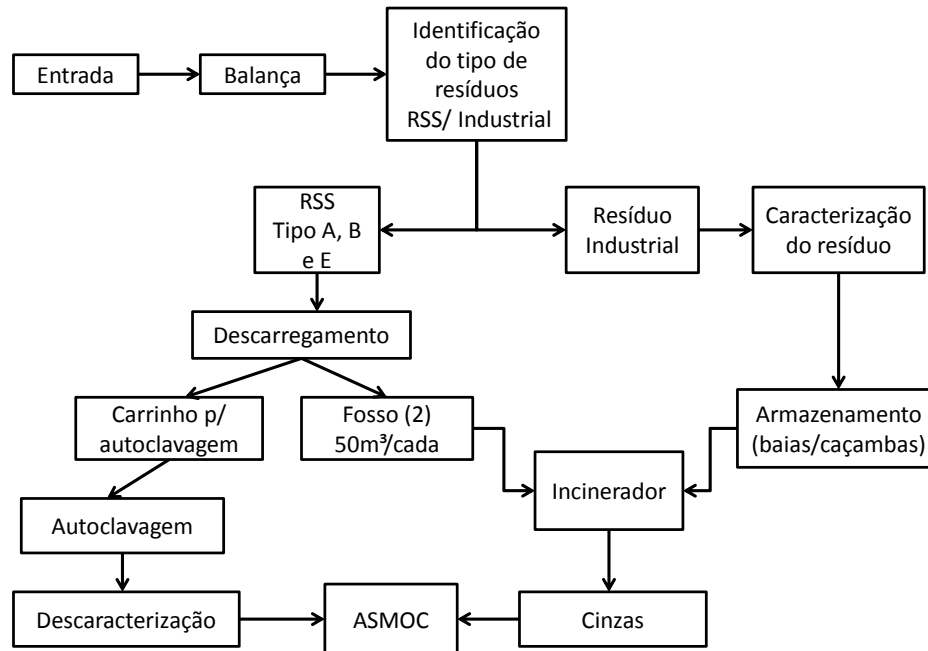 Entrada
Balança
Identificação
do tipo de
resíduos
RSS/ Industrial
RSS
Tipo A, B
e E
Resíduo
Industrial
Caracterização
do resíduo
Descarregamento
Carrinho p/
autoclavagem
Fosso (2)
50m³/cada
Armazenamento
(baias/caçambas)
Incinerador
Autoclavagem
Descaracterização
ASMOC
Cinzas